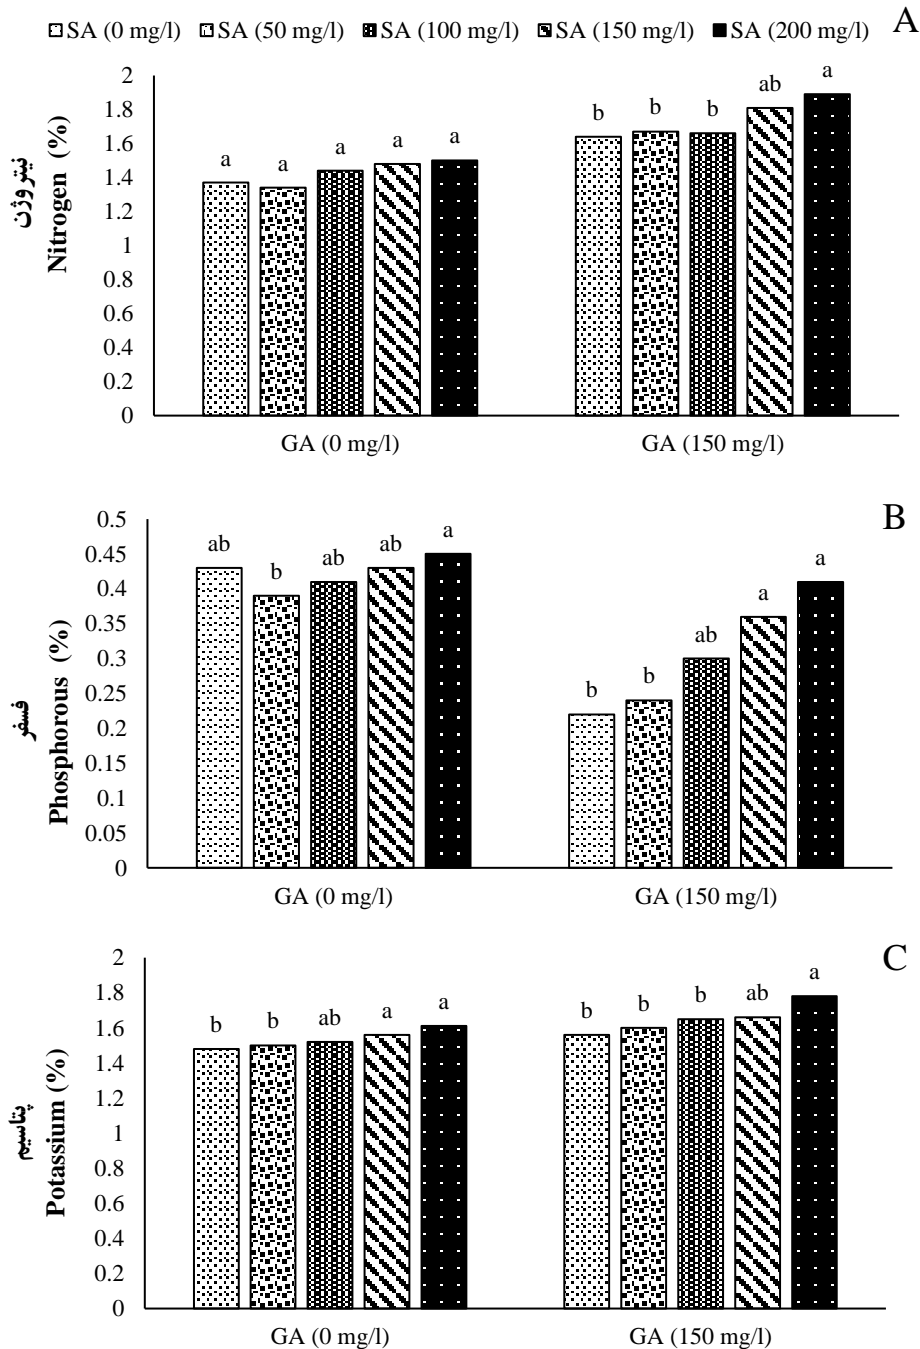 SA (0 mg/l) SA (50 mg/l) SA (100 mg/l) SA (150 mg/l) SA (200 mg/l)
A
نیتروژن
Nitrogen (%)
2
1.8
1.6
1.4
1.2
1
0.8
0.6
0.4
0.2
0
a a a a a
b b b ab a
GA (0 mg/l) GA (150 mg/l)
B
فسفر
Phosphorous (%)
0.5
0.45
0.4
0.35
0.3
0.25
0.2
0.15
0.1
0.05
0
ab b ab ab a
b b ab a a
GA (0 mg/l) GA (150 mg/l)
C
پتاسیم
Potassium (%)
2
1.8
1.6
1.4
1.2
1
0.8
0.6
0.4
0.2
0
b b ab a a
b b b ab a
GA (0 mg/l) GA (150 mg/l)